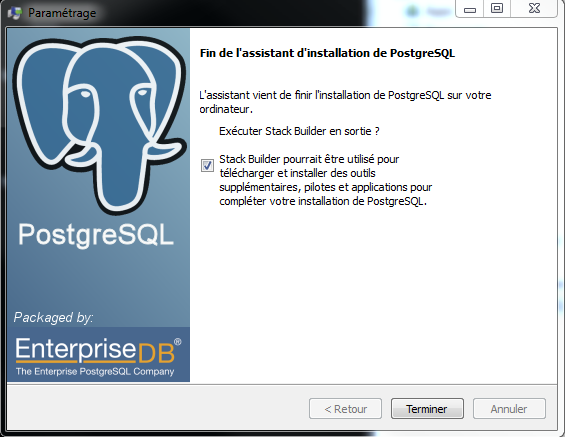 Paramétrage
Fin de l'assistant d'installation de PostgreSQL
L'assistant vient de finir l'installation de PostgreSQL sur votre
ordinateur.
Exécuter Stack Builder en sortie ?
Stack Builder pourrait être utilisé pour
télécharger et installer des outils
supplémentaires, pilotes et applications pour
compléter votre installation de PostgreSQL.
PostgreSQL
Packaged by:
EnterpriseDB®
The Enterprise PostgreSQL Company
< Retour
Terminer
Annuler